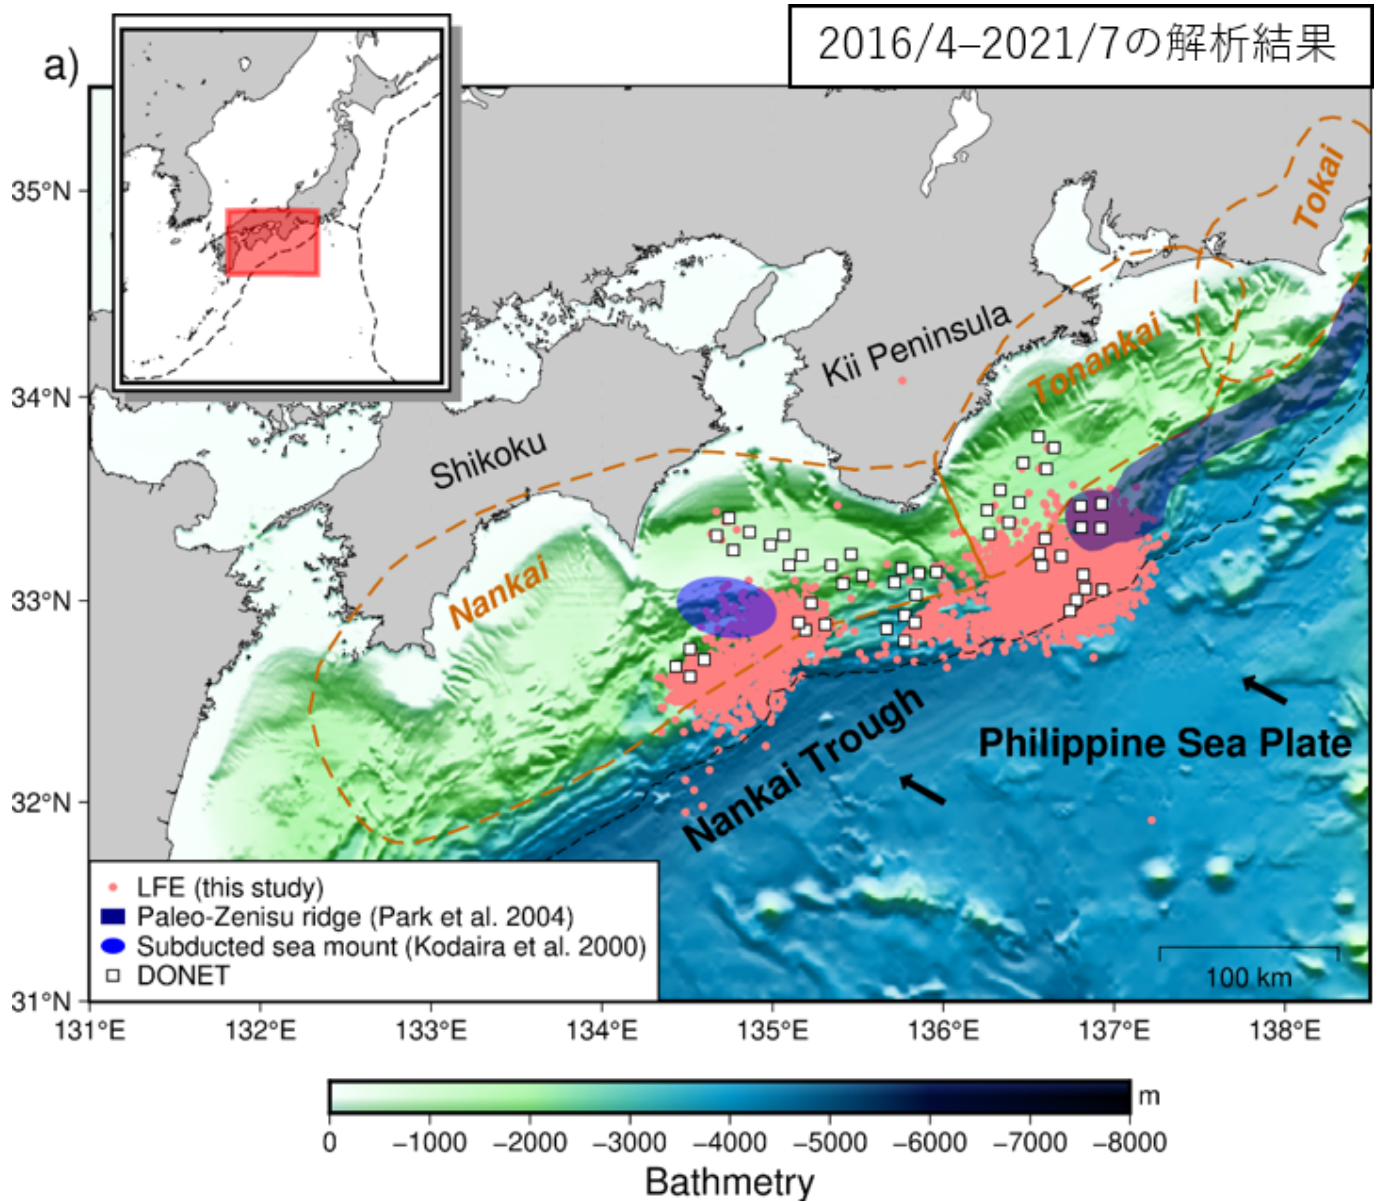 2016/4–2021/7の解析結果
a)
35°N
34°N
33°N
32°N
31°N
Tokai
Tonankai
Kii Peninsula
Shikoku
Nankai
Nankai Trough
Philippine Sea Plate
LFE (this study)
Paleo-Zenisu ridge (Park et al. 2004)
Subducted sea mount (Kodaira et al. 2000)
DONET
100 km
131°E 132°E 133°E 134°E 135°E 136°E 137°E 138°E
m
0 −1000 −2000 −3000 −4000 −5000 −6000 −7000 −8000
Bathmetry